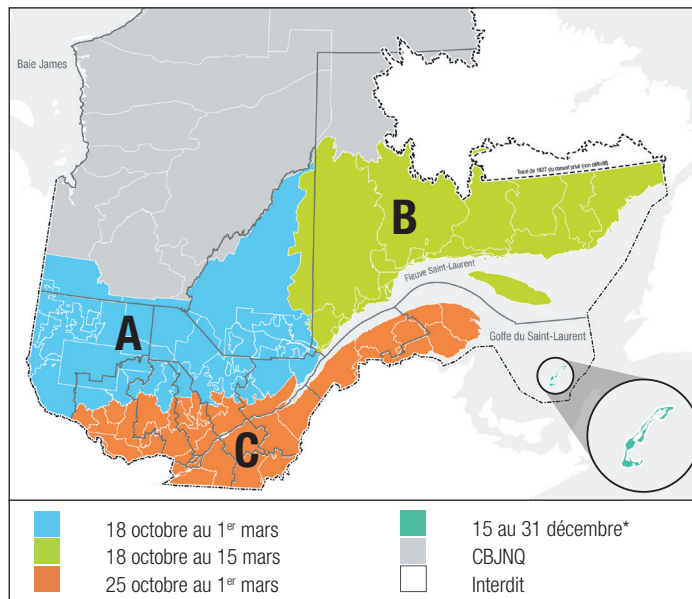 Baie James
Tracé de 1927 du conseil privé (non définitif)
B
Fleuve Saint-Laurent
A
Golfe du Saint-Laurent
C
18 octobre au 1er mars
18 octobre au 15 mars
25 octobre au 1er mars
15 au 31 décembre*
CBJNQ
Interdit